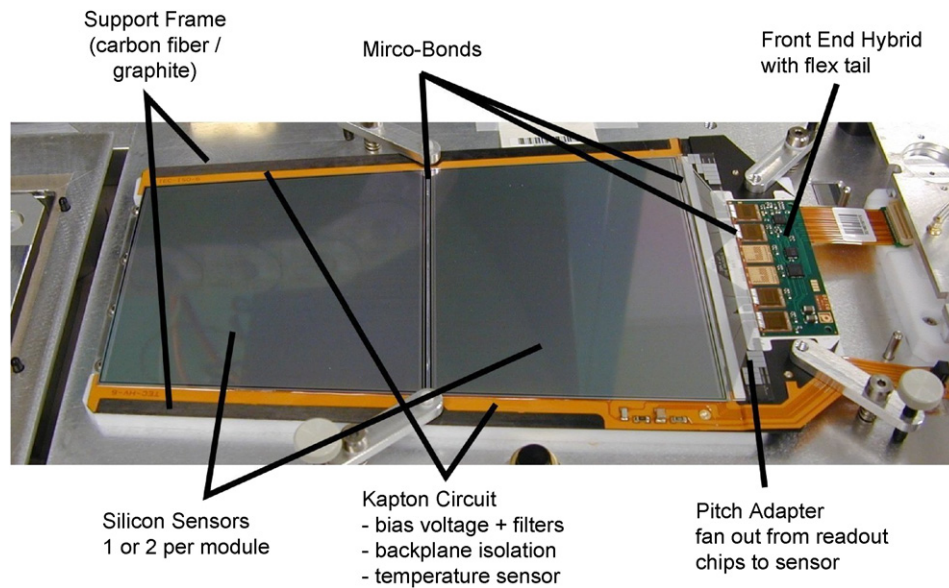 Support Frame
(carbon fiber /
graphite)
Mirco-Bonds
Front End Hybrid
with flex tail
Silicon Sensors
1 or 2 per module
Kapton Circuit
- bias voltage + filters
- backplane isolation
- temperature sensor
Pitch Adapter
fan out from readout
chips to sensor